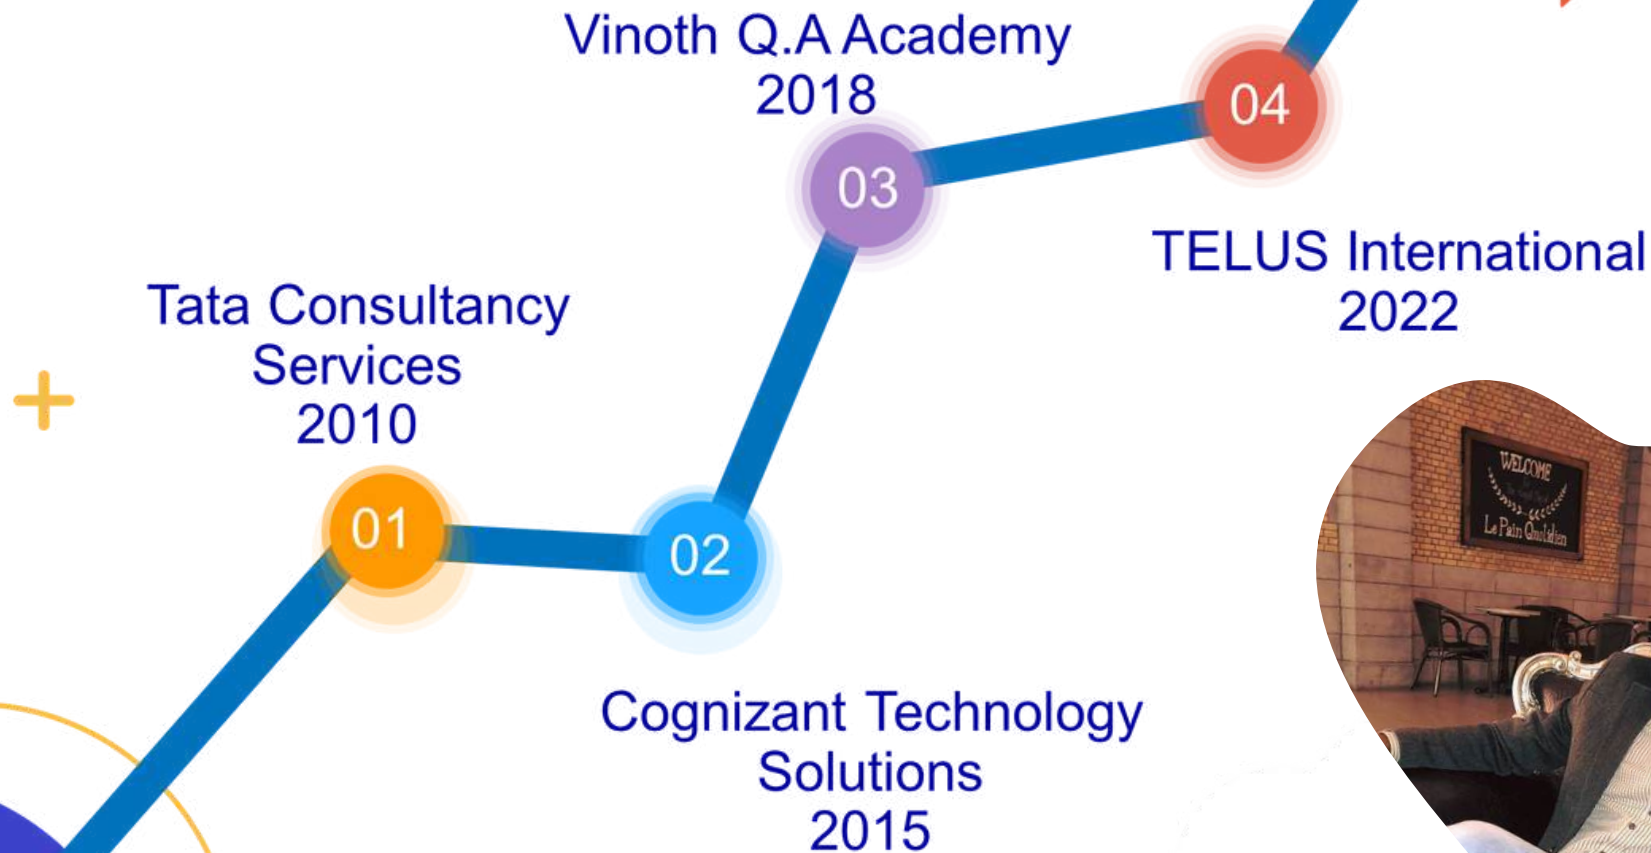 Vinoth Q.A Academy
2018
04
03
TELUS International
2022
Tata Consultancy
Services
2010
01
02
WELCOME
Le Pain Quotidien
Cognizant Technology
Solutions
2015